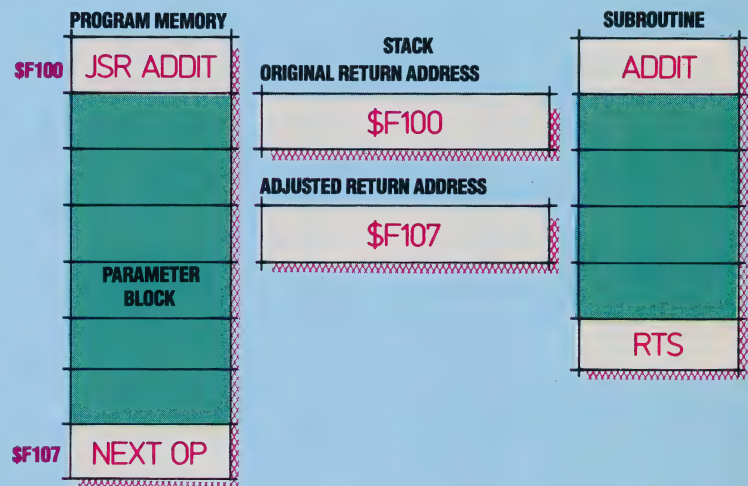 PROGRAM MEMORY
$F100
JSR ADDIT
PARAMETER
BLOCK
$F107
NEXT OP
STACK
ORIGINAL RETURN ADDRESS
$F100
ADJUSTED RETURN ADDRESS
$F107
SUBROUTINE
ADDIT
RTS